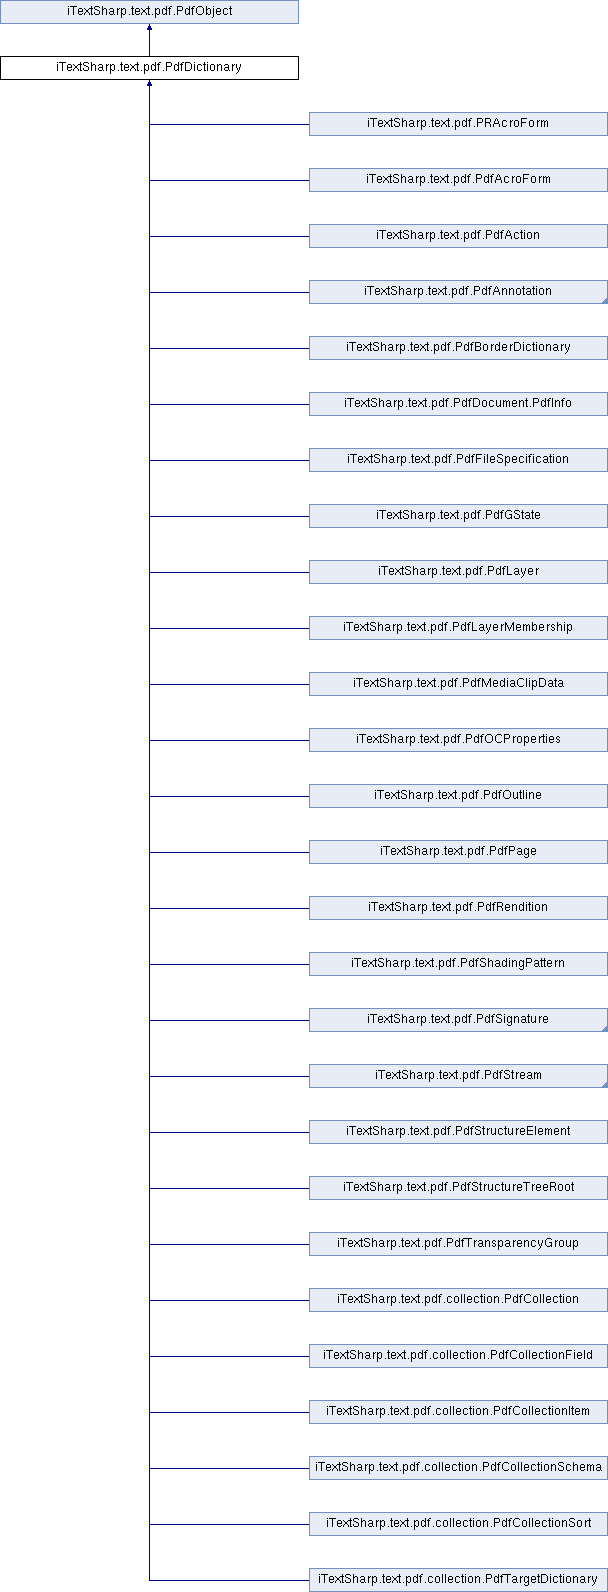 iTextSharp.text.pdf.PdfObject
iTextSharp.text.pdf.PdfDictionary
iTextSharp.text.pdf.PRAcroForm
iTextSharp.text.pdf.PdfAcroForm
iTextSharp.text.pdf.PdfAction
iTextSharp.text.pdf.PdfAnnotation
iTextSharp.text.pdf.PdfBorderDictionary
iTextSharp.text.pdf.PdfDocument.PdfInfo
iTextSharp.text.pdf.PdfFileSpecification
iTextSharp.text.pdf.PdfGState
iTextSharp.text.pdf.PdfLayer
iTextSharp.text.pdf.PdfLayerMembership
iTextSharp.text.pdf.PdfMediaClipData
iTextSharp.text.pdf.PdfOCProperties
iTextSharp.text.pdf.PdfOutline
iTextSharp.text.pdf.PdfPage
iTextSharp.text.pdf.PdfRendition
iTextSharp.text.pdf.PdfShadingPattern
iTextSharp.text.pdf.PdfSignature
iTextSharp.text.pdf.PdfStream
iTextSharp.text.pdf.PdfStructureElement
iTextSharp.text.pdf.PdfStructureTreeRoot
iTextSharp.text.pdf.PdfTransparencyGroup
iTextSharp.text.pdf.collection.PdfCollection
iTextSharp.text.pdf.collection.PdfCollectionField
iTextSharp.text.pdf.collection.PdfCollectionItem
iTextSharp.text.pdf.collection.PdfCollectionSchema
iTextSharp.text.pdf.collection.PdfCollectionSort
iTextSharp.text.pdf.collection.PdfTargetDictionary